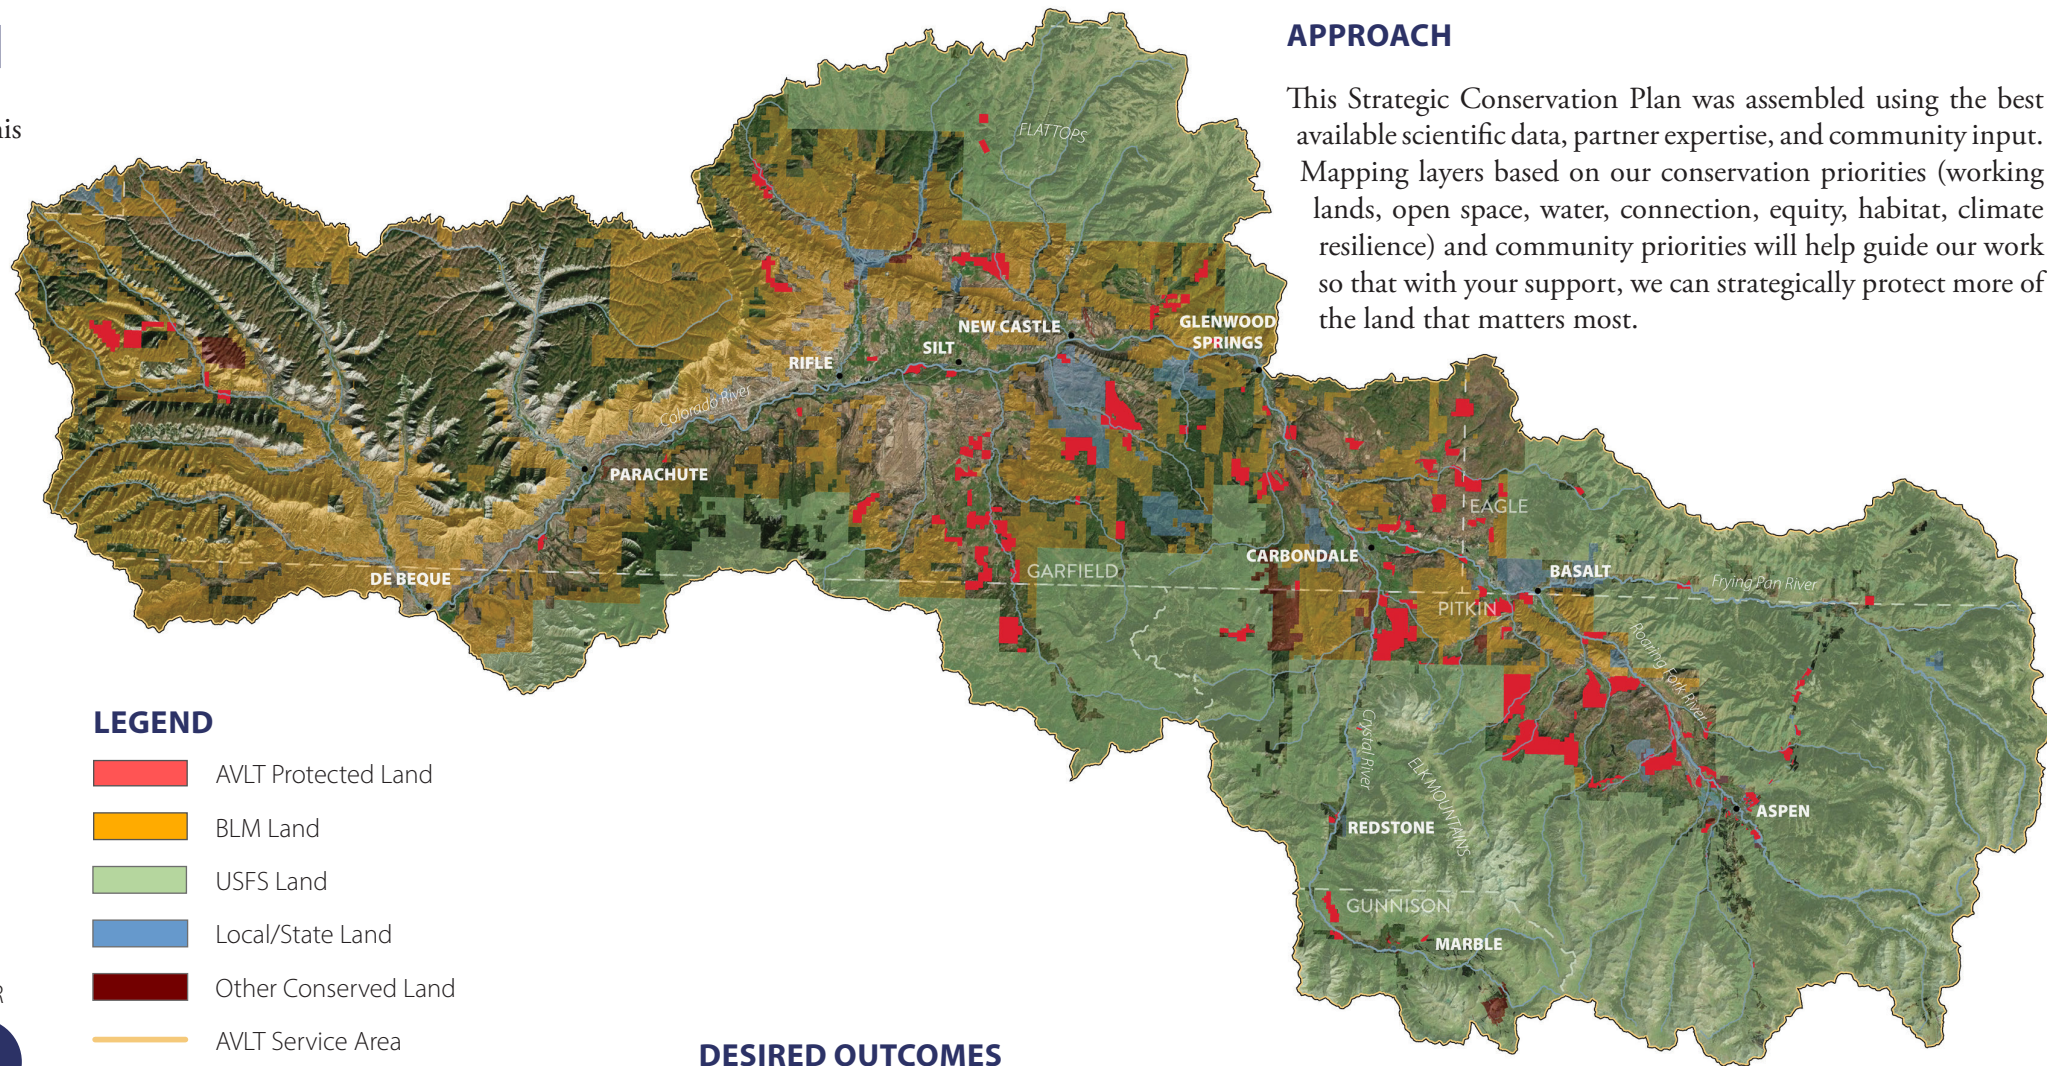 his
APPROACH
This Strategic Conservation Plan was assembled using the best
available scientific data, partner expertise, and community input.
Mapping layers based on our conservation priorities (working
lands, open space, water, connection, equity, habitat, climate
resilience) and community priorities will help guide our work
so that with your support, we can strategically protect more of
the land that matters most.
FLAT TOPS
NEW CASTLE
GLENWOOD
SPRINGS
SILT
RIFLE
Colorado River
PARACHUTE
EAGLE
CARBONDALE
GARFIELD
BASALT
DE BEQUE
Frying Pan River
PITKIN
Roaring Fork River
Crystal River
ELK MOUNTAINS
ASPEN
REDSTONE
GUNNISON
MARBLE
LEGEND
AVLT Protected Land
BLM Land
USFS Land
Local/State Land
Other Conserved Land
AVLT Service Area
R
DESIRED OUTCOMES